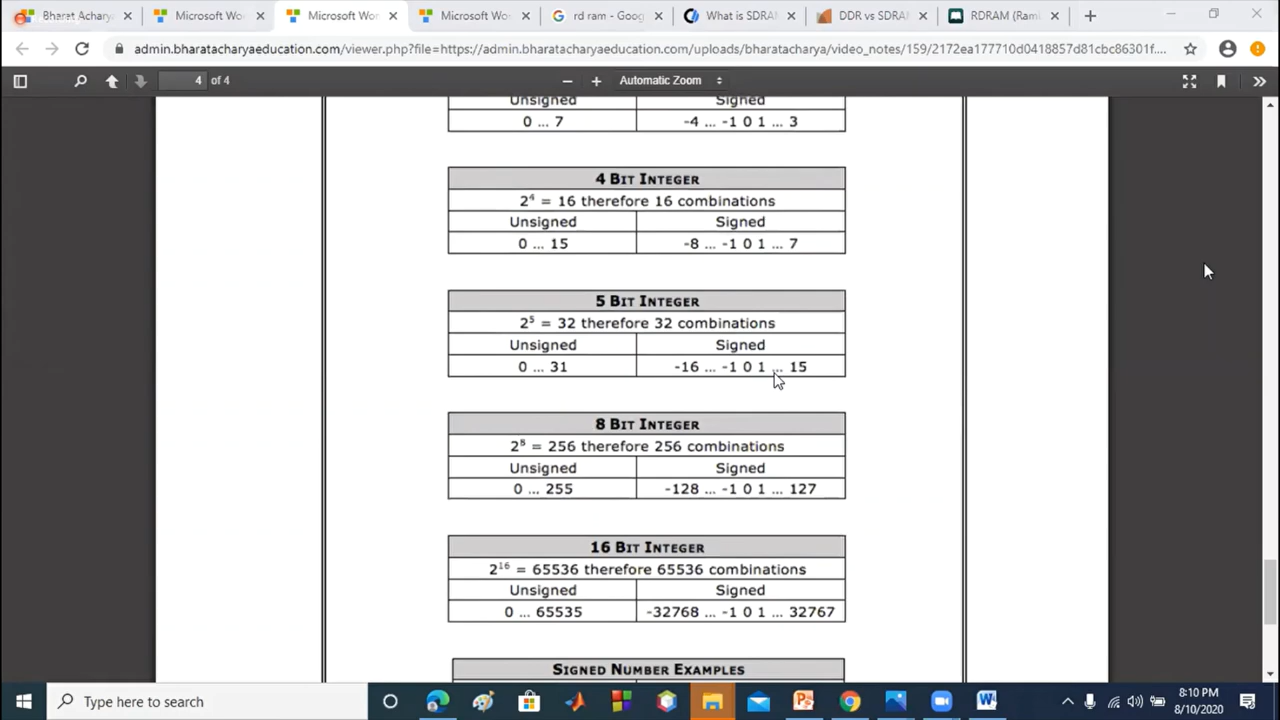 Bharat Acharya
Microsoft Wo
Microsoft Wor
Microsoft Wo
rd ram - Goog
What is SDRAM
DDR vs SDRAM
RDRAM (Ramb
admin.bharatacharyaeducation.com/viewer.php?file=https://admin.bharatacharyaeducation.com/uploads/bharatacharya/video_notes/159/2172ea177710d0418857d81cbc86301f....
4 of 4
Automatic Zoom
Unsigned Signed
0 ... 7 -4 ... -1 0 1 ... 3
4 BIT INTEGER
2⁴ = 16 therefore 16 combinations
Unsigned Signed
0 ... 15 -8 ... -1 0 1 ... 7
5 BIT INTEGER
2⁵ = 32 therefore 32 combinations
Unsigned Signed
0 ... 31 -16 ... -1 0 1 ... 15
8 BIT INTEGER
2⁸ = 256 therefore 256 combinations
Unsigned Signed
0 ... 255 -128 ... -1 0 1 ... 127
16 BIT INTEGER
2¹⁶ = 65536 therefore 65536 combinations
Unsigned Signed
0 ... 65535 -32768 ... -1 0 1 ... 32767
SIGNED NUMBER EXAMPLES
Type here to search
8:10 PM
8/10/2020